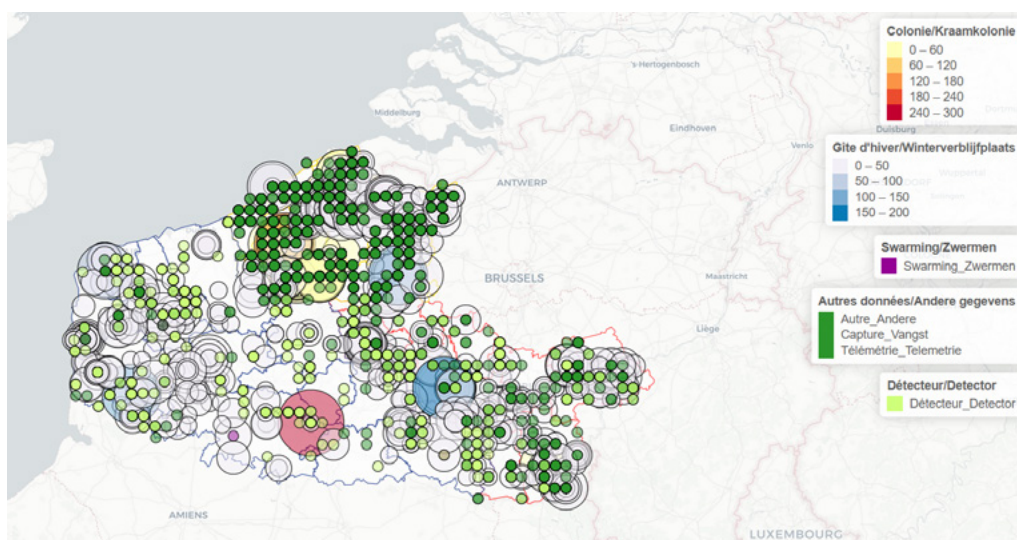 Colonie/Kraamkolonie
0 – 60
60 – 120
120 – 180
180 – 240
240 – 300
's-Hertogenbosch
Middelburg
Eindhoven
Duisburg
Venlo
Gîte d'hiver/Winterverblijfplaats
0 – 50
50 – 100
100 – 150
150 – 200
ANTWERP
Swarming/Zwermen
Swarming_Zwermen
BRUSSELS
Maastricht
Autres données/Andere gegevens
Autre_Andere
Capture_Vangst
Télémétrie_Telemetrie
Liège
Détecteur/Detector
Détecteur_Detector
AMIENS
LUXEMBOURG